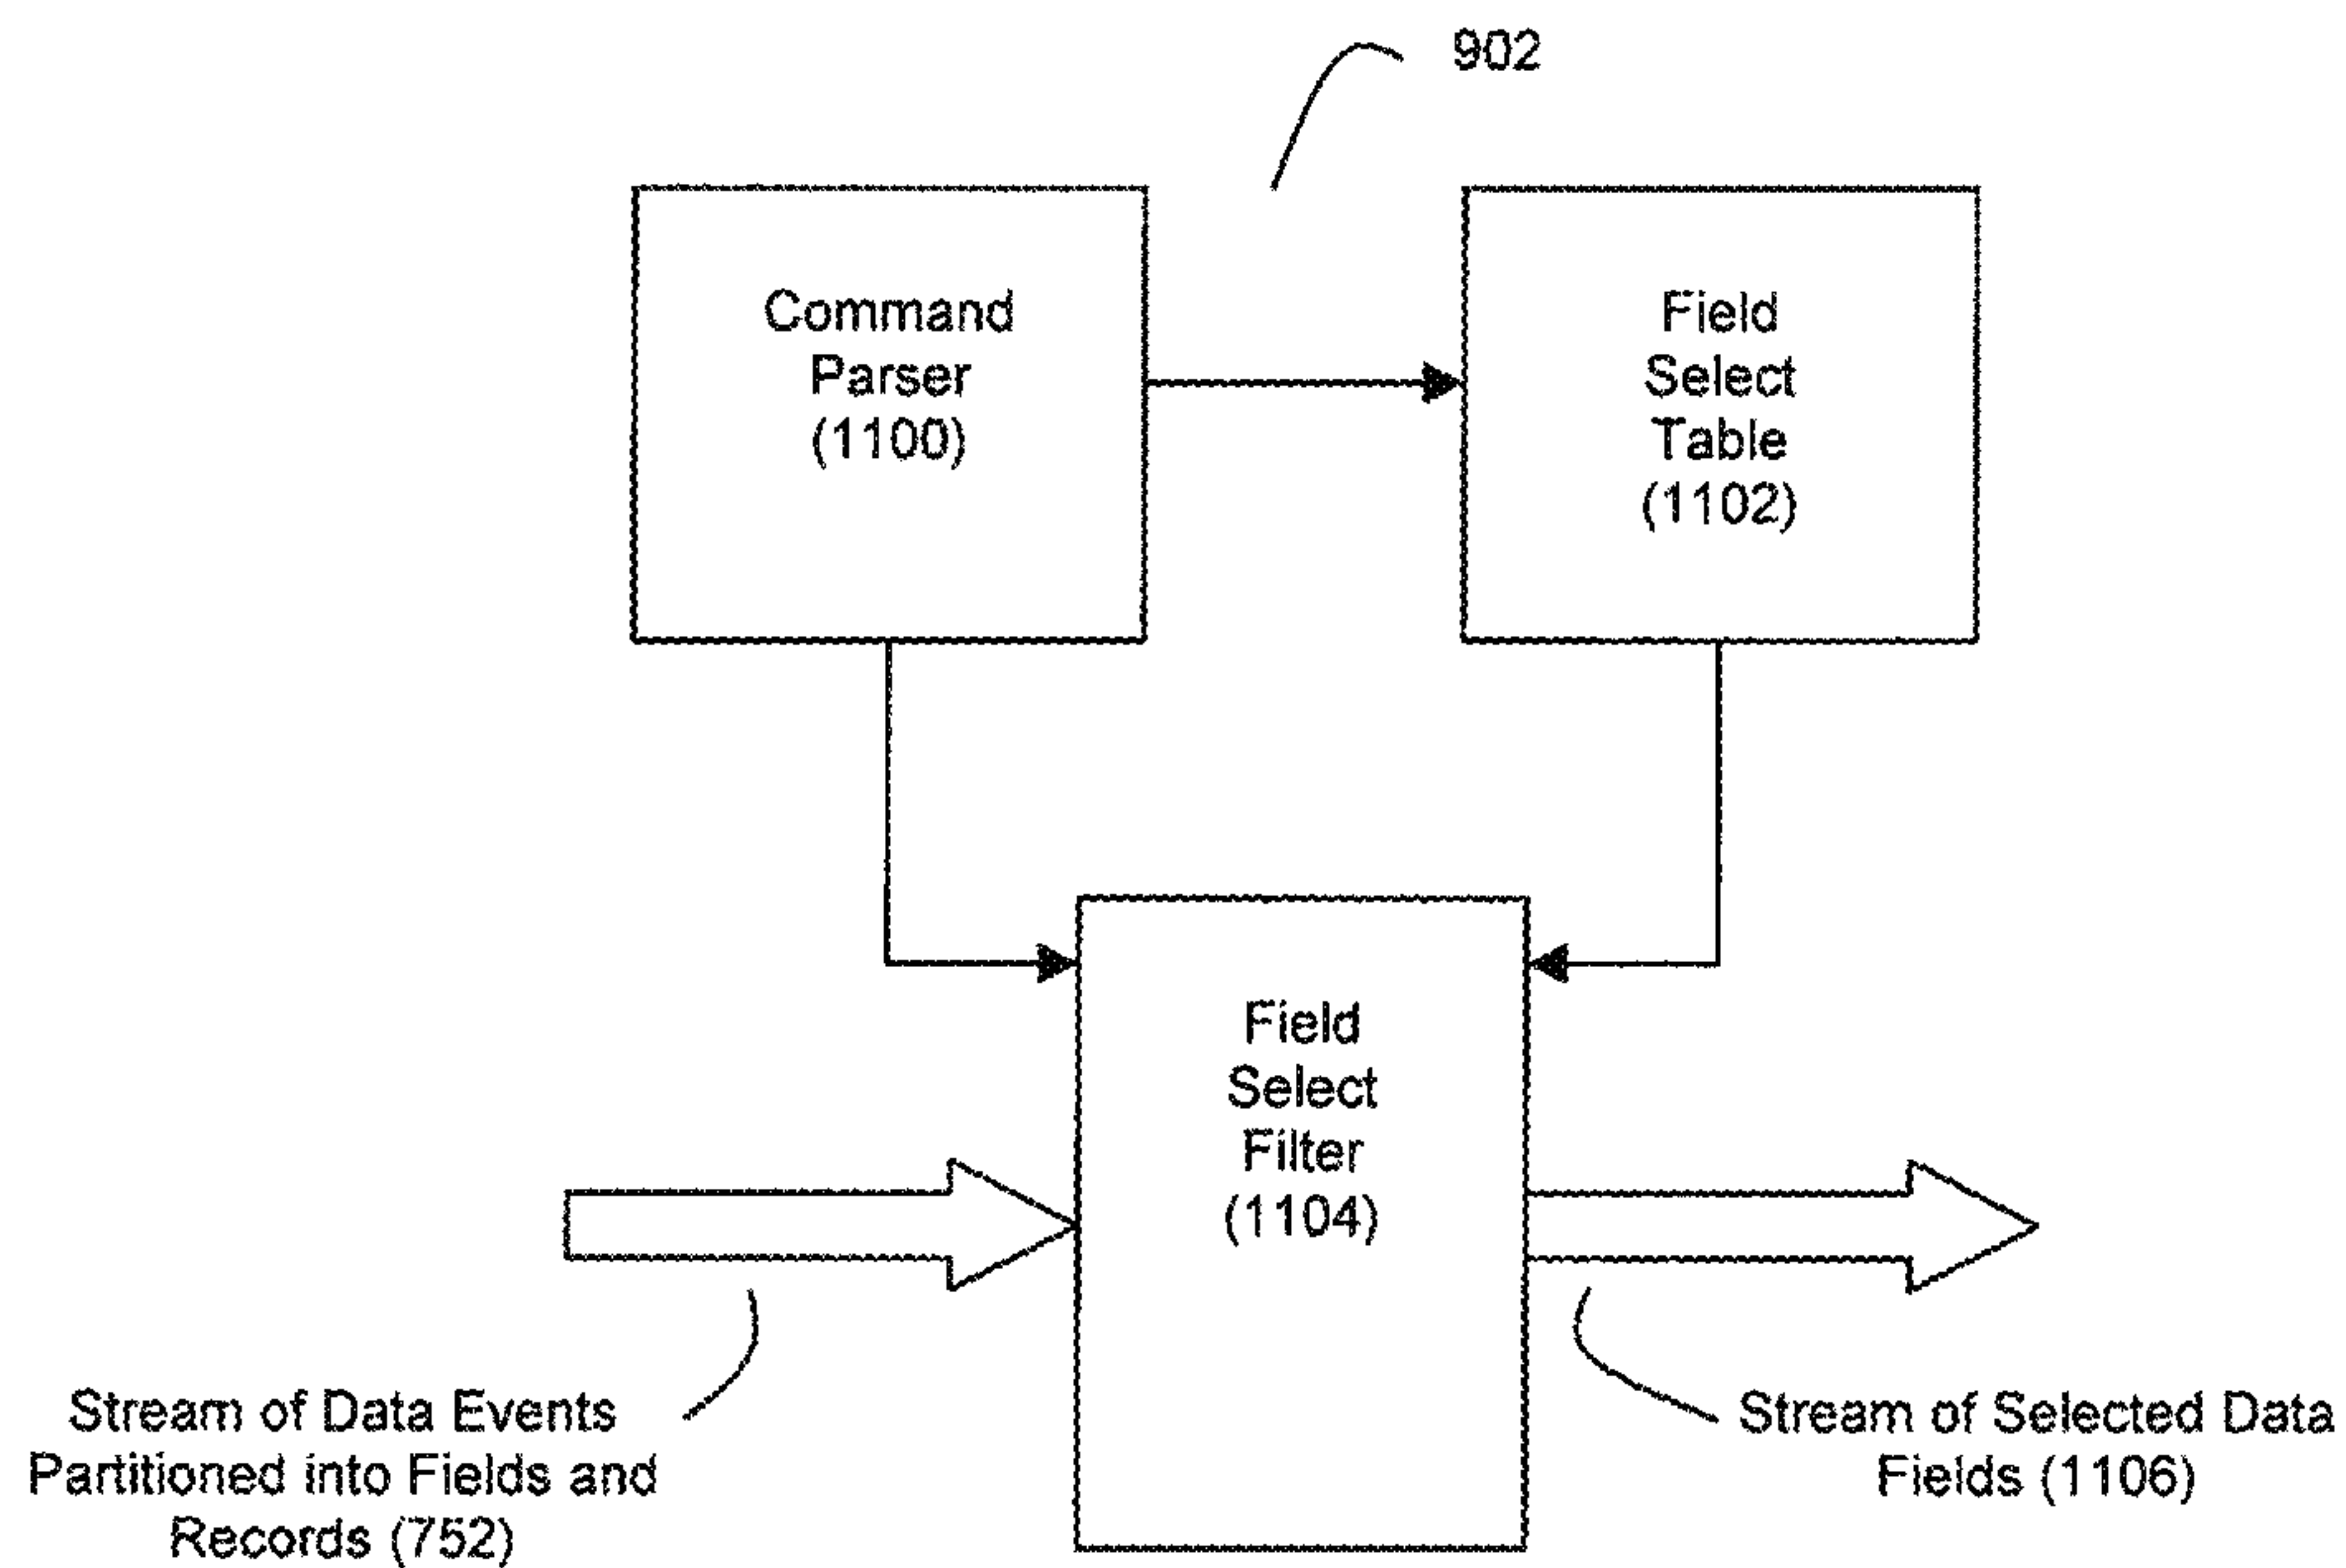 902
Command
Parser
(1100)
Field
Select
Table
(1102)
Field
Select
Filter
(1104)
Stream of Data Events
Partitioned into Fields and
Records (752)
Stream of Selected Data
Fields (1106)